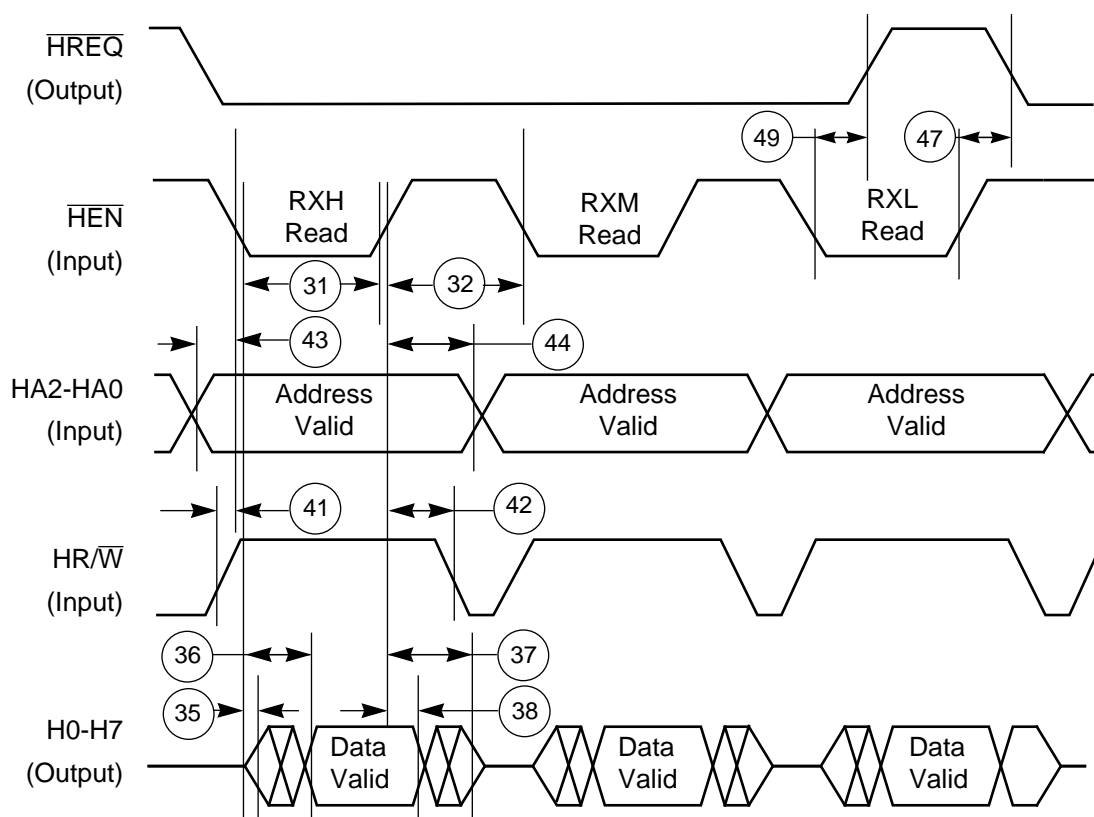 H̅R̅E̅Q̅
(Output)
49
47
H̅E̅N̅
(Input)
RXH
Read
RXM
Read
RXL
Read
31
32
43
44
HA2-HA0
(Input)
Address
Valid
Address
Valid
Address
Valid
41
42
HR/W̅
(Input)
36
37
35
38
H0-H7
(Output)
Data
Valid
Data
Valid
Data
Valid